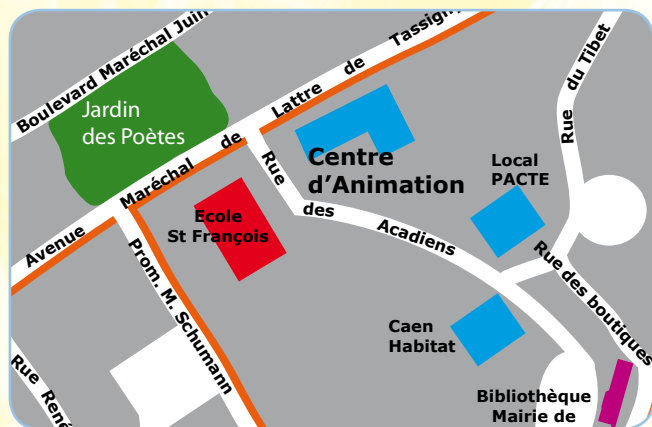 Boulevard Maréchal Juin
Jardin
des Poètes
Avenue Maréchal de Lattre de Tassigny
Rue des Acadiens
Centre
d’Animation
Rue du Tibet
Local
PACTE
Ecole
St François
Prom. M. Schumann
Rue des boutiques
Caen
Habitat
Rue René
Bibliothèque
Mairie de